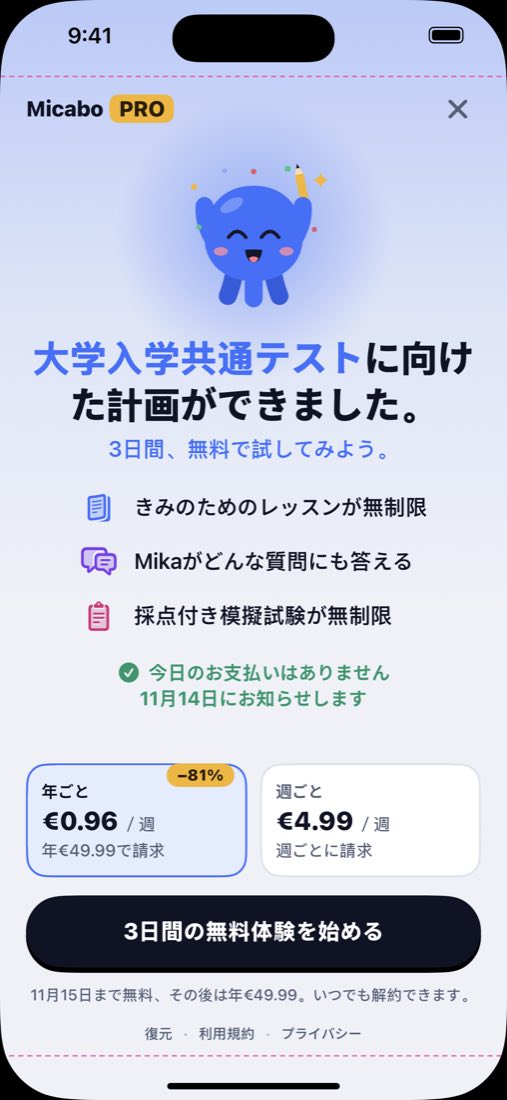 9:41
Micabo PRO
大学入学共通テストに向け
た計画ができました。
3日間、無料で試してみよう。
きみのためのレッスンが無制限
Mikaがどんな質問にも答える
採点付き模擬試験が無制限
今日のお支払いはありません
11月14日にお知らせします
–81%
年ごと
€0.96 / 週
年€49.99で請求
週ごと
€4.99 / 週
週ごとに請求
3日間の無料体験を始める
11月15日まで無料、その後は年€49.99。いつでも解約できます。
復元 · 利用規約 · プライバシー